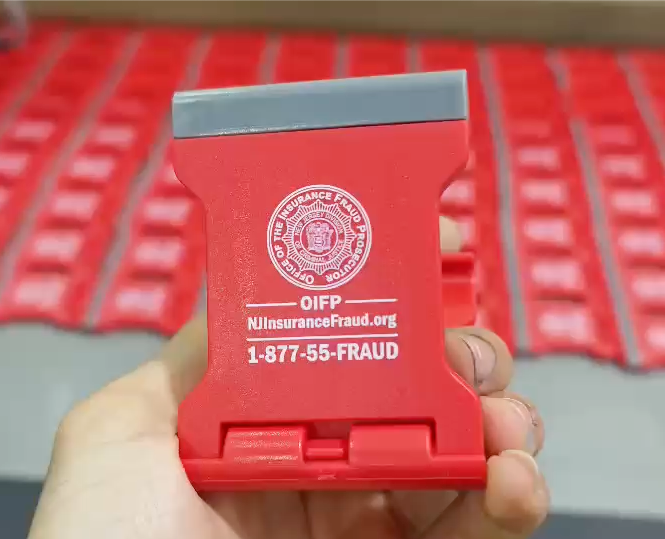 OFFICE OF THE INSURANCE FRAUD PROSECUTOR
OIFP
NJInsuranceFraud.org
1-877-55-FRAUD